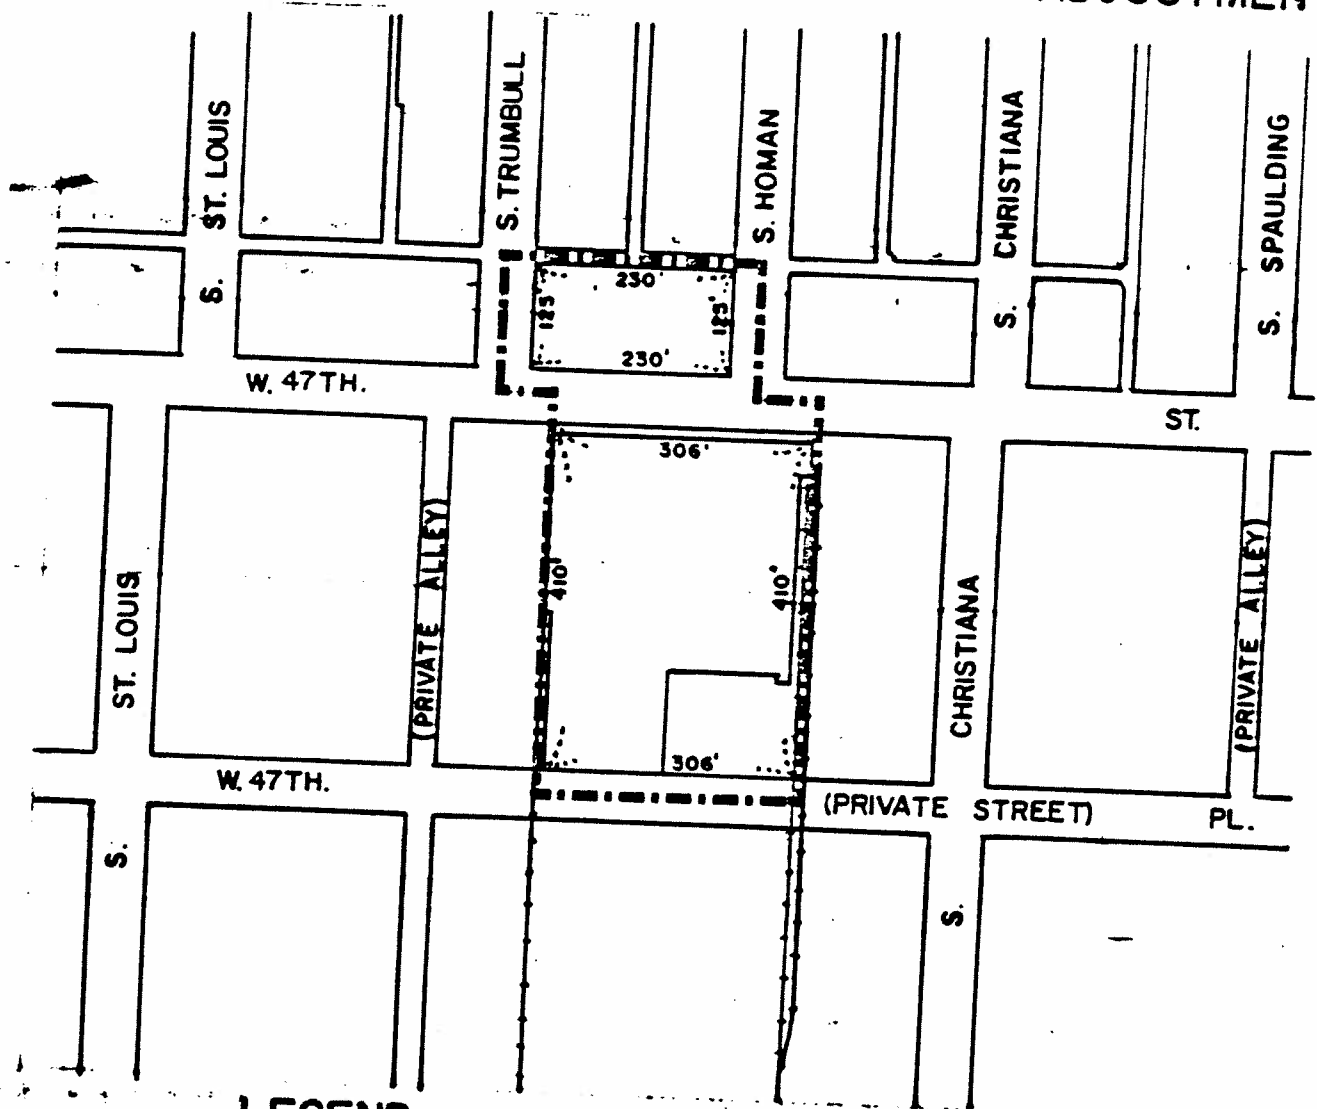 ST. LOUIS
S.
S. TRUMBULL
S. HOMAN
CHRISTIANA
S.
SPAULDING
S.
230'
125'
125'
230'
W. 47TH.
ST.
306'
ST. LOUIS
(PRIVATE ALLEY)
410'
410'
CHRISTIANA
(PRIVATE ALLEY)
306'
W. 47TH.
(PRIVATE STREET)
PL.
S.
S.
LEGEND